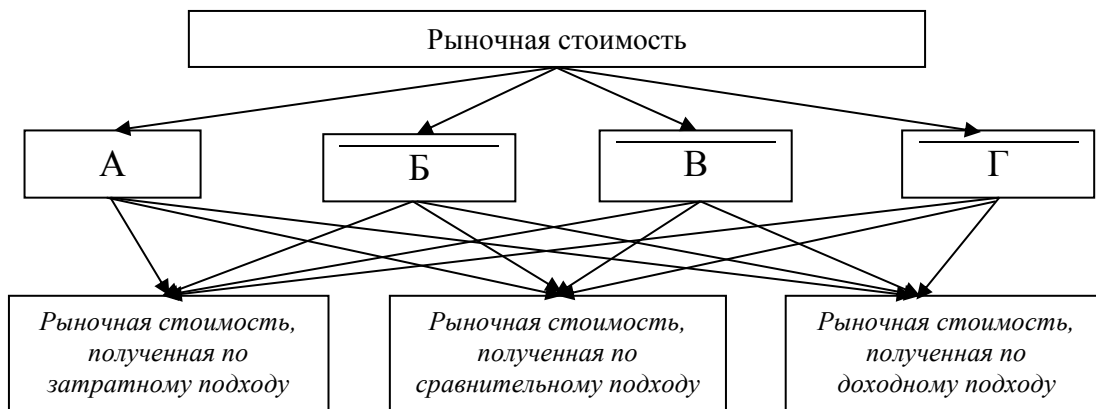 Рыночная стоимость
А
Б
В
Г
Рыночная стоимость,
полученная по
затратному подходу
Рыночная стоимость,
полученная по
сравнительному подходу
Рыночная стоимость,
полученная по
доходному подходу